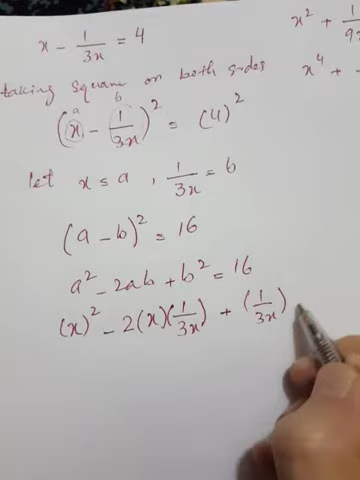 x - 1/3x = 4
x² + 1/9x
taking square on both sides
x⁴ +
a b
(x - 1/3x)² = (4)²
let x = a , 1/3x = b
(a - b)² = 16
a² - 2ab + b² = 16
(x)² - 2(x)(1/3x) + (1/3x)